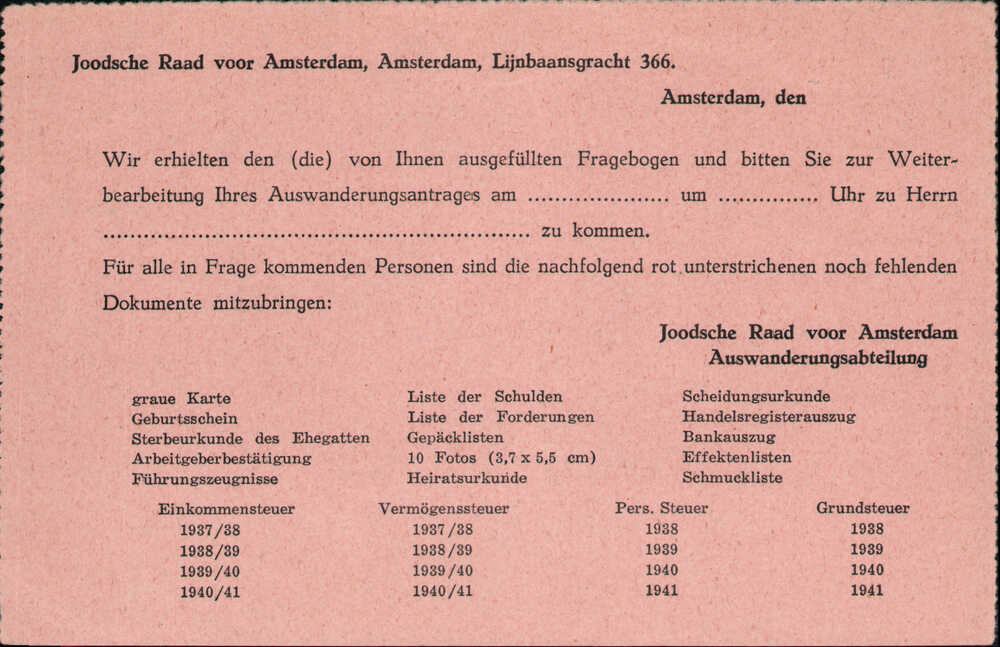 Joodsche Raad voor Amsterdam, Amsterdam, Lijnbaansgracht 366.
Amsterdam, den
Wir erhielten den (die) von Ihnen ausgefüllten Fragebogen und bitten Sie zur Weiter-
bearbeitung Ihres Auswanderungsantrages am ..................... um ............... Uhr zu Herrn
............................................................... zu kommen.
Für alle in Frage kommenden Personen sind die nachfolgend rot unterstrichenen noch fehlenden
Dokumente mitzubringen:
Joodsche Raad voor Amsterdam
Auswanderungsabteilung
graue Karte Liste der Schulden Scheidungsurkunde
Geburtsschein Liste der Forderungen Handelsregisterauszug
Sterbeurkunde des Ehegatten Gepäcklisten Bankauszug
Arbeitgeberbestätigung 10 Fotos (3,7 x 5,5 cm) Effektenlisten
Führungszeugnisse Heiratsurkunde Schmuckliste
Einkommensteuer Vermögenssteuer Pers. Steuer Grundsteuer
1937/38 1937/38 1938 1938
1938/39 1938/39 1939 1939
1939/40 1939/40 1940 1940
1940/41 1940/41 1941 1941